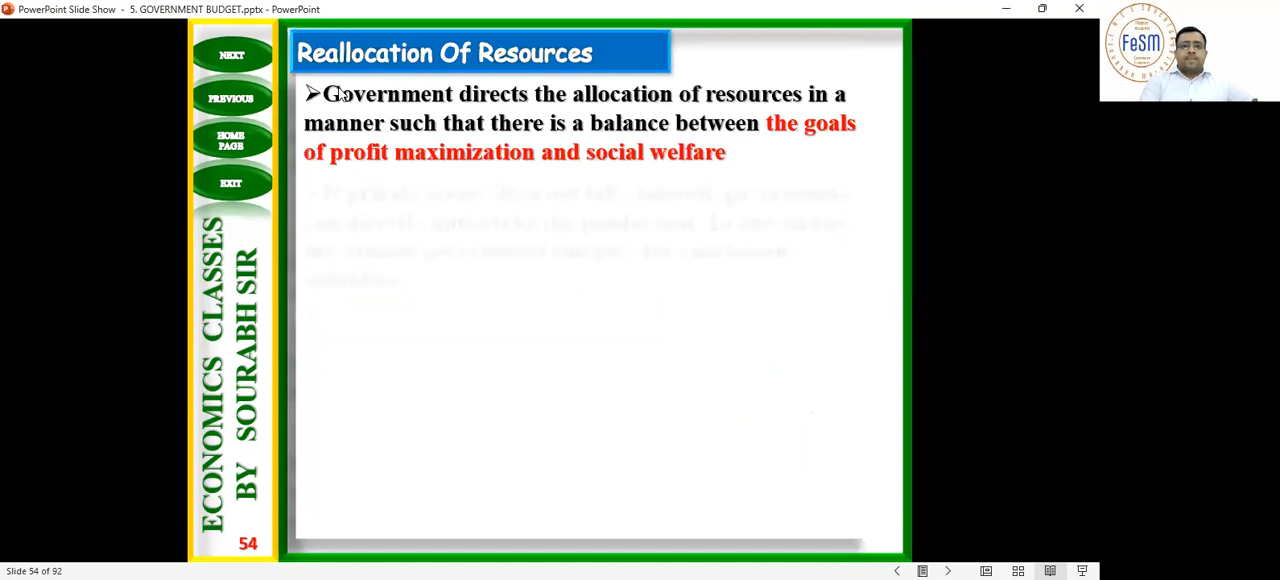 PowerPoint Slide Show - 5. GOVERNMENT BUDGET.pptx - PowerPoint
FeSM
NEXT
PREVIOUS
HOME
PAGE
EXIT
ECONOMICS CLASSES
BY SOURABH SIR
54
Reallocation Of Resources
➢Government directs the allocation of resources in a
manner such that there is a balance between the goals
of profit maximization and social welfare
Slide 54 of 92